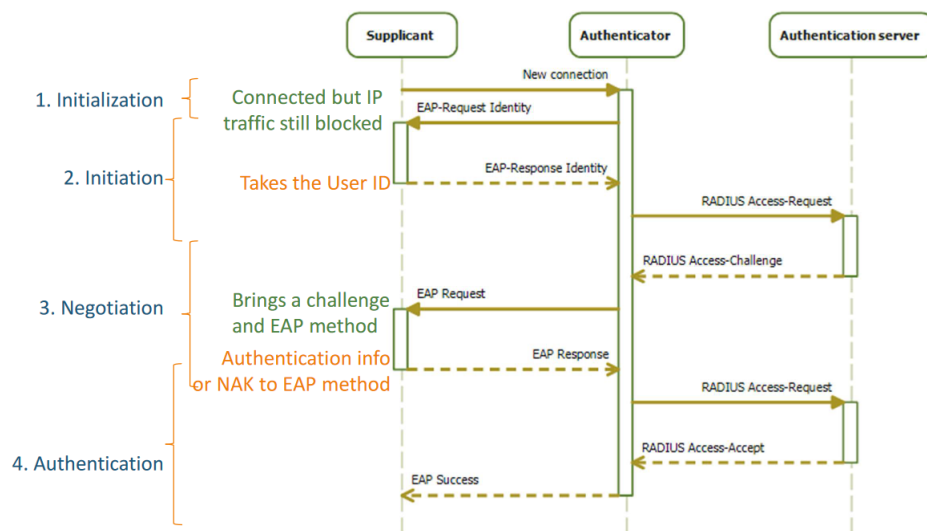 Supplicant
Authenticator
Authentication server
New connection
1. Initialization
Connected but IP
traffic still blocked
EAP-Request Identity
2. Initiation
Takes the User ID
EAP-Response Identity
RADIUS Access-Request
RADIUS Access-Challenge
3. Negotiation
Brings a challenge
and EAP method
EAP Request
Authentication info
or NAK to EAP method
EAP Response
RADIUS Access-Request
4. Authentication
RADIUS Access-Accept
EAP Success